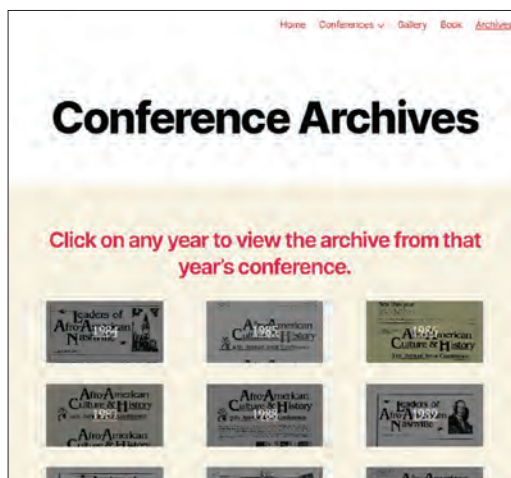 Home Conferences Gallery Book Archives
Conference Archives
Click on any year to view the archive from that
year's conference.
Leaders of
Afro-American
Nashville
1984
Afro-American
Culture & History
1985
Afro-American
Culture & History
1986
Afro-American
Culture & History
Afro-American
1987
Afro-American
Culture & History
1988
Leaders of
Afro-American
Nashville
1989